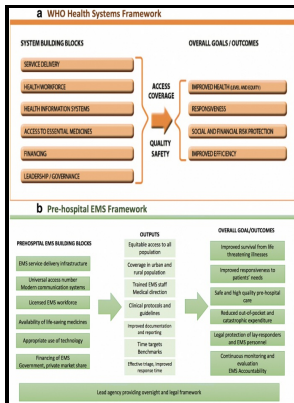 a WHO Health Systems Framework
SYSTEM BUILDING BLOCKS
SERVICE DELIVERY
HEALTH WORKFORCE
HEALTH INFORMATION SYSTEMS
ACCESS TO ESSENTIAL MEDICINES
FINANCING
LEADERSHIP / GOVERNANCE
ACCESS
COVERAGE
QUALITY
SAFETY
OVERALL GOALS / OUTCOMES
IMPROVED HEALTH (LEVEL AND EQUITY)
RESPONSIVENESS
SOCIAL AND FINANCIAL RISK PROTECTION
IMPROVED EFFICIENCY
b Pre-hospital EMS Framework
PREHOSPITAL EMS BUILDING BLOCKS
EMS service delivery infrastructure
Universal access number
Modern communication systems
Licensed EMS workforce
Availability of life-saving medicines
Appropriate use of technology
Financing of EMS
Government, private market share
OUTPUTS
Equitable access to all
population
Coverage in urban and
rural population
Trained EMS staff
Medical direction
Clinical protocols and
guidelines
Improved documentation
and reporting
Time targets
Benchmarks
Effective triage, improved
response time
OVERALL GOAL/OUTCOMES
Improved survival from life
threatening illnesses
Improved responsiveness to
patients' needs
Safe and high quality pre-hospital
care
Reduced out-of-pocket and
catastrophic expenditure
Legal protection of lay-responders
and EMS personnel
Continuous monitoring and
evaluation
EMS Accountability
Lead agency providing oversight and legal framework